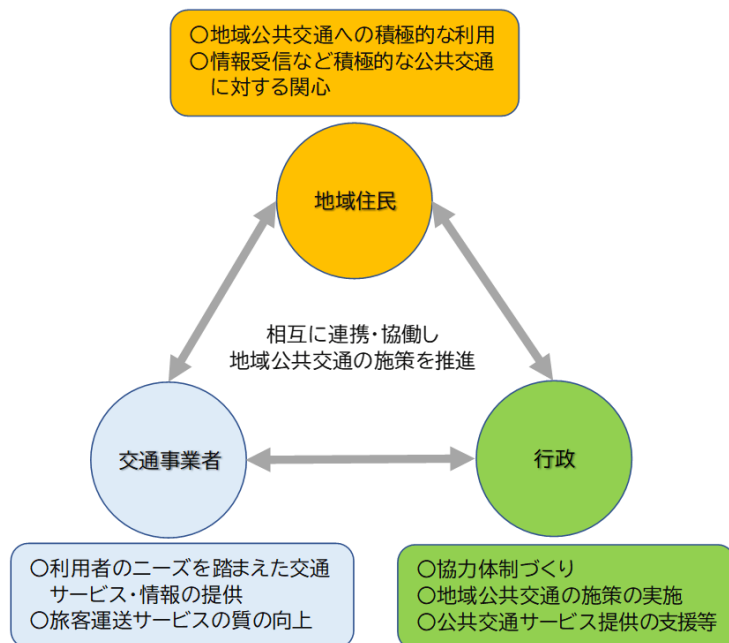 ○地域公共交通への積極的な利用
○情報受信など積極的な公共交通
に対する関心
地域住民
相互に連携・協働し
地域公共交通の施策を推進
交通事業者
行政
○利用者のニーズを踏まえた交通
サービス・情報の提供
○旅客運送サービスの質の向上
○協力体制づくり
○地域公共交通の施策の実施
○公共交通サービス提供の支援等